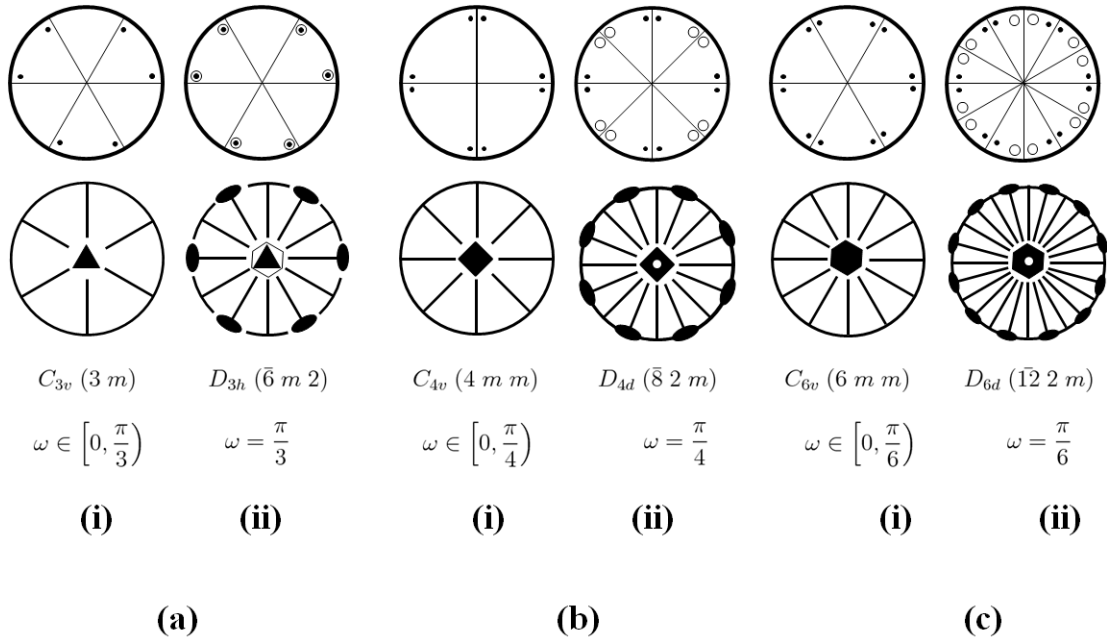 C₃ᵥ (3 m) D₃ₕ (6̄ m 2) C₄ᵥ (4 m m) D₄d (8̄ 2 m) C₆ᵥ (6 m m) D₆d (1̄2̄ 2 m)
ω ∈ [0, π/3) ω = π/3 ω ∈ [0, π/4) ω = π/4 ω ∈ [0, π/6) ω = π/6
(i) (ii) (i) (ii) (i) (ii)
(a) (b) (c)